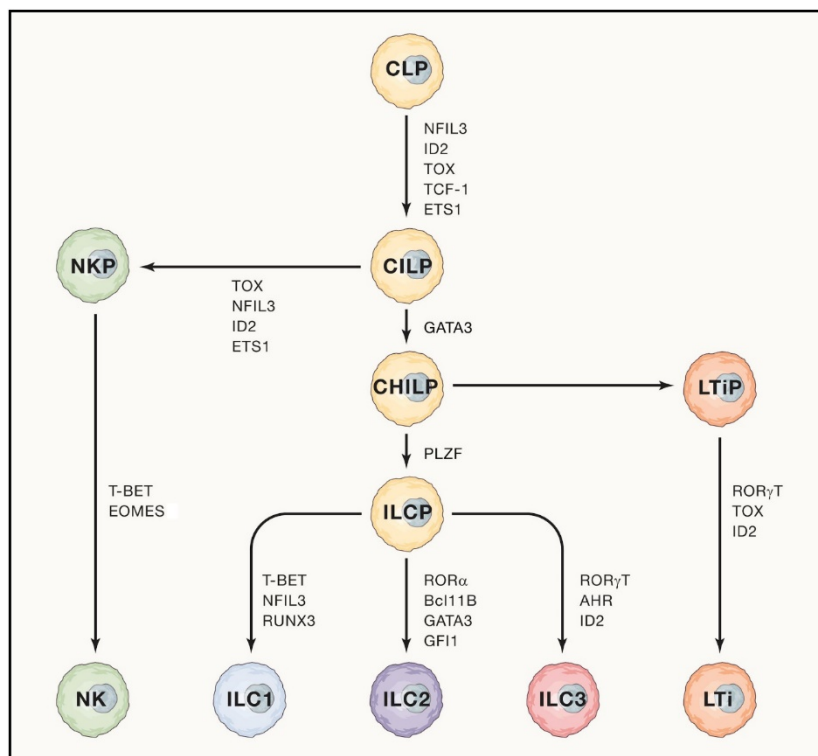 CLP
NFIL3
ID2
TOX
TCF-1
ETS1
NKP
CILP
TOX
NFIL3
ID2
ETS1
GATA3
CHILP
LTiP
PLZF
T-BET
EOMES
ILCP
RORγT
TOX
ID2
T-BET
NFIL3
RUNX3
RORα
Bcl11B
GATA3
GFI1
RORγT
AHR
ID2
NK
ILC1
ILC2
ILC3
LTi